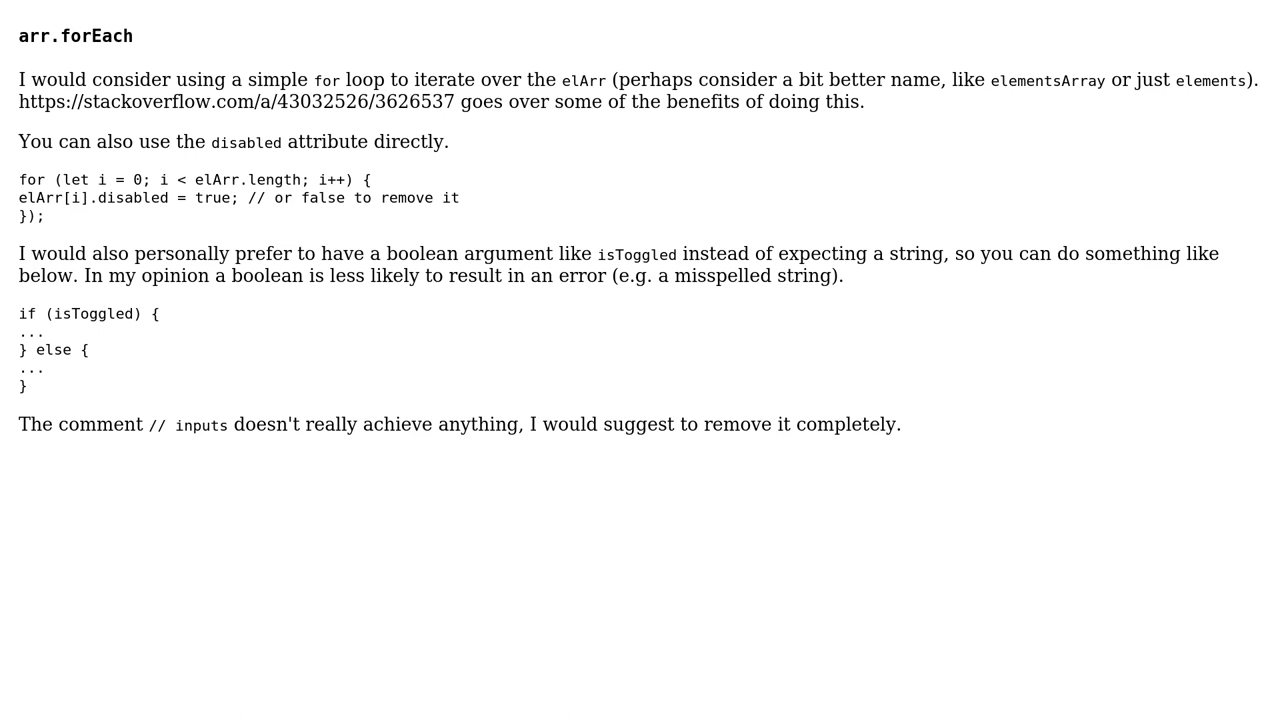 arr.forEach
I would consider using a simple for loop to iterate over the elArr (perhaps consider a bit better name, like elementsArray or just elements).
https://stackoverflow.com/a/43032526/3626537 goes over some of the benefits of doing this.
You can also use the disabled attribute directly.
for (let i = 0; i < elArr.length; i++) {
elArr[i].disabled = true; // or false to remove it
});
I would also personally prefer to have a boolean argument like isToggled instead of expecting a string, so you can do something like
below. In my opinion a boolean is less likely to result in an error (e.g. a misspelled string).
if (isToggled) {
...
} else {
...
}
The comment // inputs doesn't really achieve anything, I would suggest to remove it completely.